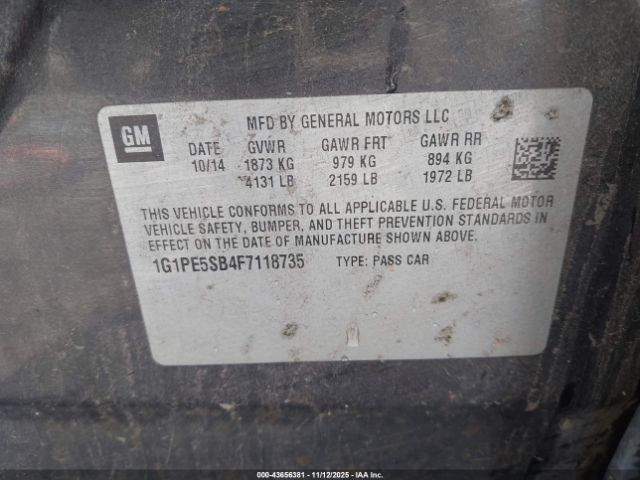 GM
MFD BY GENERAL MOTORS LLC
DATE GVWR GAWR FRT GAWR RR
10/14 1873 KG 979 KG 894 KG
4131 LB 2159 LB 1972 LB
THIS VEHICLE CONFORMS TO ALL APPLICABLE U.S. FEDERAL MOTOR
VEHICLE SAFETY, BUMPER, AND THEFT PREVENTION STANDARDS IN
EFFECT ON THE DATE OF MANUFACTURE SHOWN ABOVE.
1G1PE5SB4F7118735 TYPE: PASS CAR
000-43656381 - 11/12/2025 - IAAI.COM